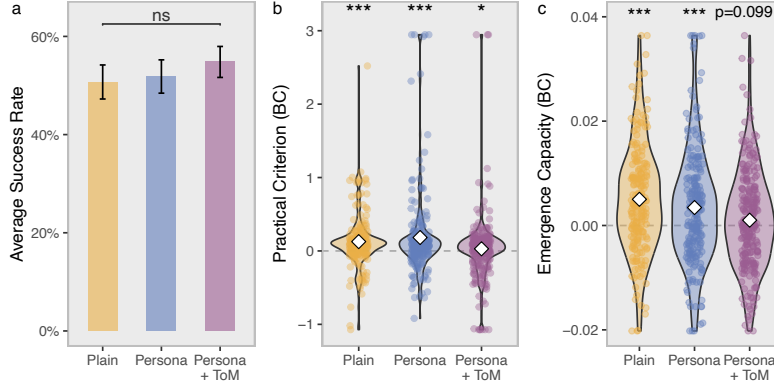 a
ns
60%
40%
20%
0%
Average Success Rate
Plain
Persona
Persona
+ ToM
b
***
***
*
3
2
1
0
−1
Practical Criterion (BC)
Plain
Persona
Persona
+ ToM
c
***
***
p=0.099
0.04
0.02
0.00
−0.02
Emergence Capacity (BC)
Plain
Persona
Persona
+ ToM